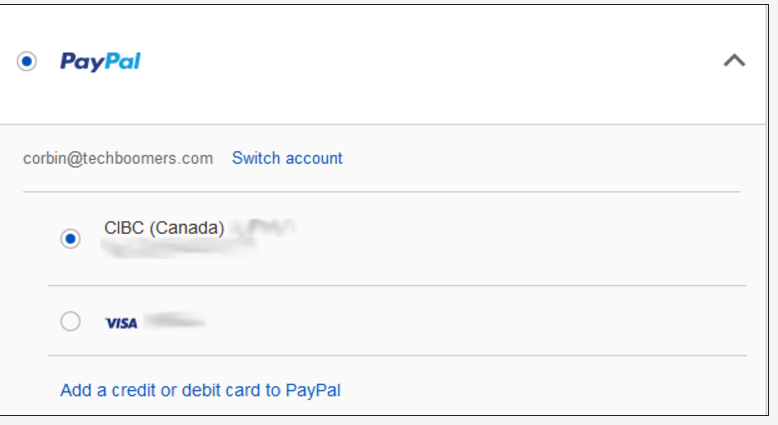 PayPal
corbin@techboomers.com Switch account
CIBC (Canada)
VISA
Add a credit or debit card to PayPal